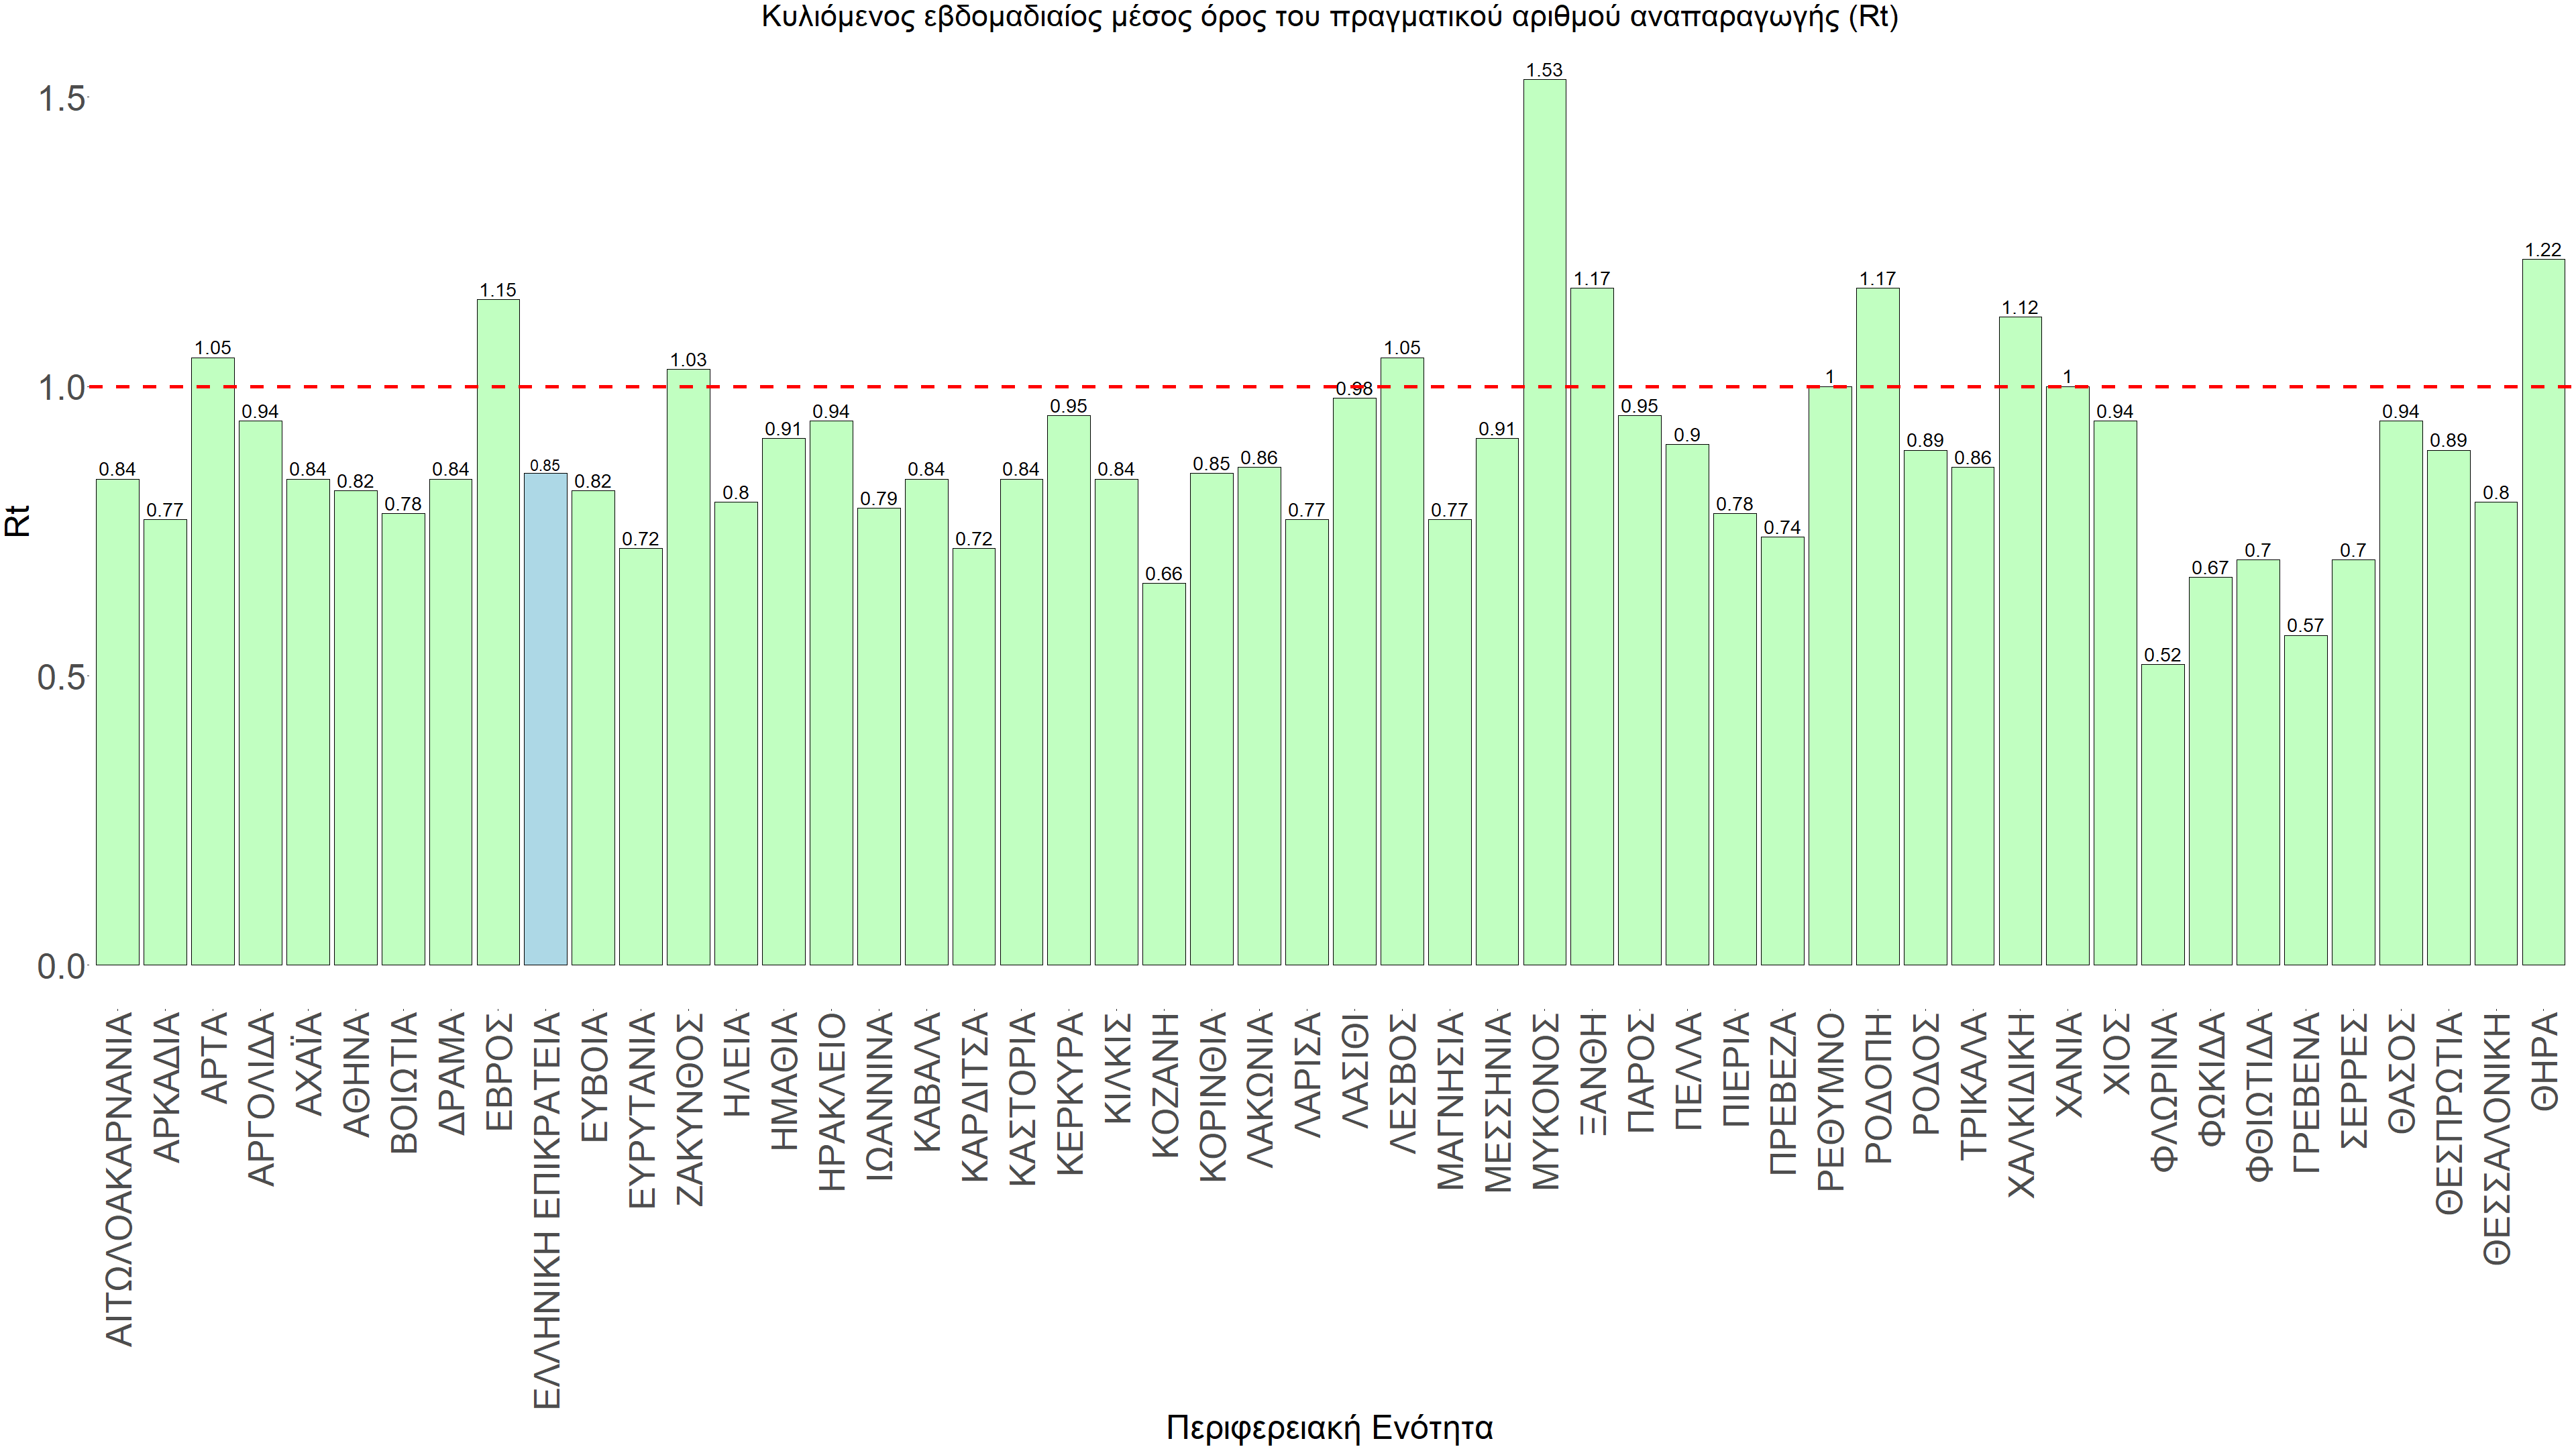 Κυλιόμενος εβδομαδιαίος μέσος όρος του πραγματικού αριθμού αναπαραγωγής (Rt)
Rt
1.5
1.0
0.5
0.0
0.84
0.77
1.05
0.94
0.84
0.82
0.78
0.84
1.15
0.85
0.82
0.72
1.03
0.8
0.91
0.94
0.79
0.84
0.72
0.84
0.95
0.84
0.66
0.85
0.86
0.77
0.98
1.05
0.77
0.91
1.53
1.17
0.95
0.9
0.78
0.74
1
1.17
0.89
0.86
1.12
1
0.94
0.52
0.67
0.7
0.57
0.7
0.94
0.89
0.8
1.22
ΑΙΤΩΛΟΑΚΑΡΝΑΝΙΑ
ΑΡΚΑΔΙΑ
ΑΡΤΑ
ΑΡΓΟΛΙΔΑ
ΑΧΑΪΑ
ΑΘΗΝΑ
ΒΟΙΩΤΙΑ
ΔΡΑΜΑ
ΕΒΡΟΣ
ΕΛΛΗΝΙΚΗ ΕΠΙΚΡΑΤΕΙΑ
ΕΥΒΟΙΑ
ΕΥΡΥΤΑΝΙΑ
ΖΑΚΥΝΘΟΣ
ΗΛΕΙΑ
ΗΜΑΘΙΑ
ΗΡΑΚΛΕΙΟ
ΙΩΑΝΝΙΝΑ
ΚΑΒΑΛΑ
ΚΑΡΔΙΤΣΑ
ΚΑΣΤΟΡΙΑ
ΚΕΡΚΥΡΑ
ΚΙΛΚΙΣ
ΚΟΖΑΝΗ
ΚΟΡΙΝΘΙΑ
ΛΑΚΩΝΙΑ
ΛΑΡΙΣΑ
ΛΑΣΙΘΙ
ΛΕΣΒΟΣ
ΜΑΓΝΗΣΙΑ
ΜΕΣΣΗΝΙΑ
ΜΥΚΟΝΟΣ
ΞΑΝΘΗ
ΠΑΡΟΣ
ΠΕΛΛΑ
ΠΙΕΡΙΑ
ΠΡΕΒΕΖΑ
ΡΕΘΥΜΝΟ
ΡΟΔΟΠΗ
ΡΟΔΟΣ
ΤΡΙΚΑΛΑ
ΧΑΛΚΙΔΙΚΗ
ΧΑΝΙΑ
ΧΙΟΣ
ΦΛΩΡΙΝΑ
ΦΩΚΙΔΑ
ΦΘΙΩΤΙΔΑ
ΓΡΕΒΕΝΑ
ΣΕΡΡΕΣ
ΘΑΣΟΣ
ΘΕΣΠΡΩΤΙΑ
ΘΕΣΣΑΛΟΝΙΚΗ
ΘΗΡΑ
Περιφερειακή Ενότητα